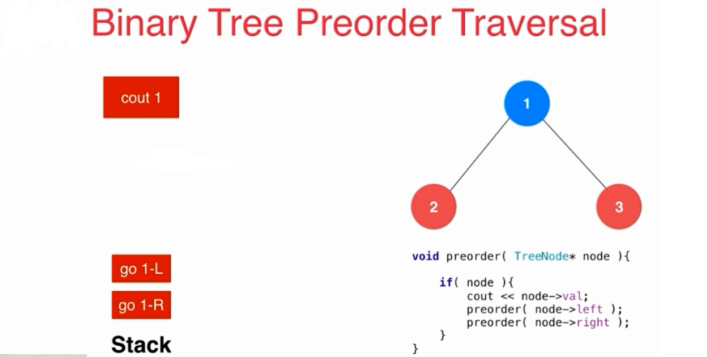 Binary Tree Preorder Traversal
cout 1
1
2
3
go 1-L
go 1-R
Stack
void preorder( TreeNode* node ){
if( node ){
cout << node->val;
preorder( node->left );
preorder( node->right );
}
}